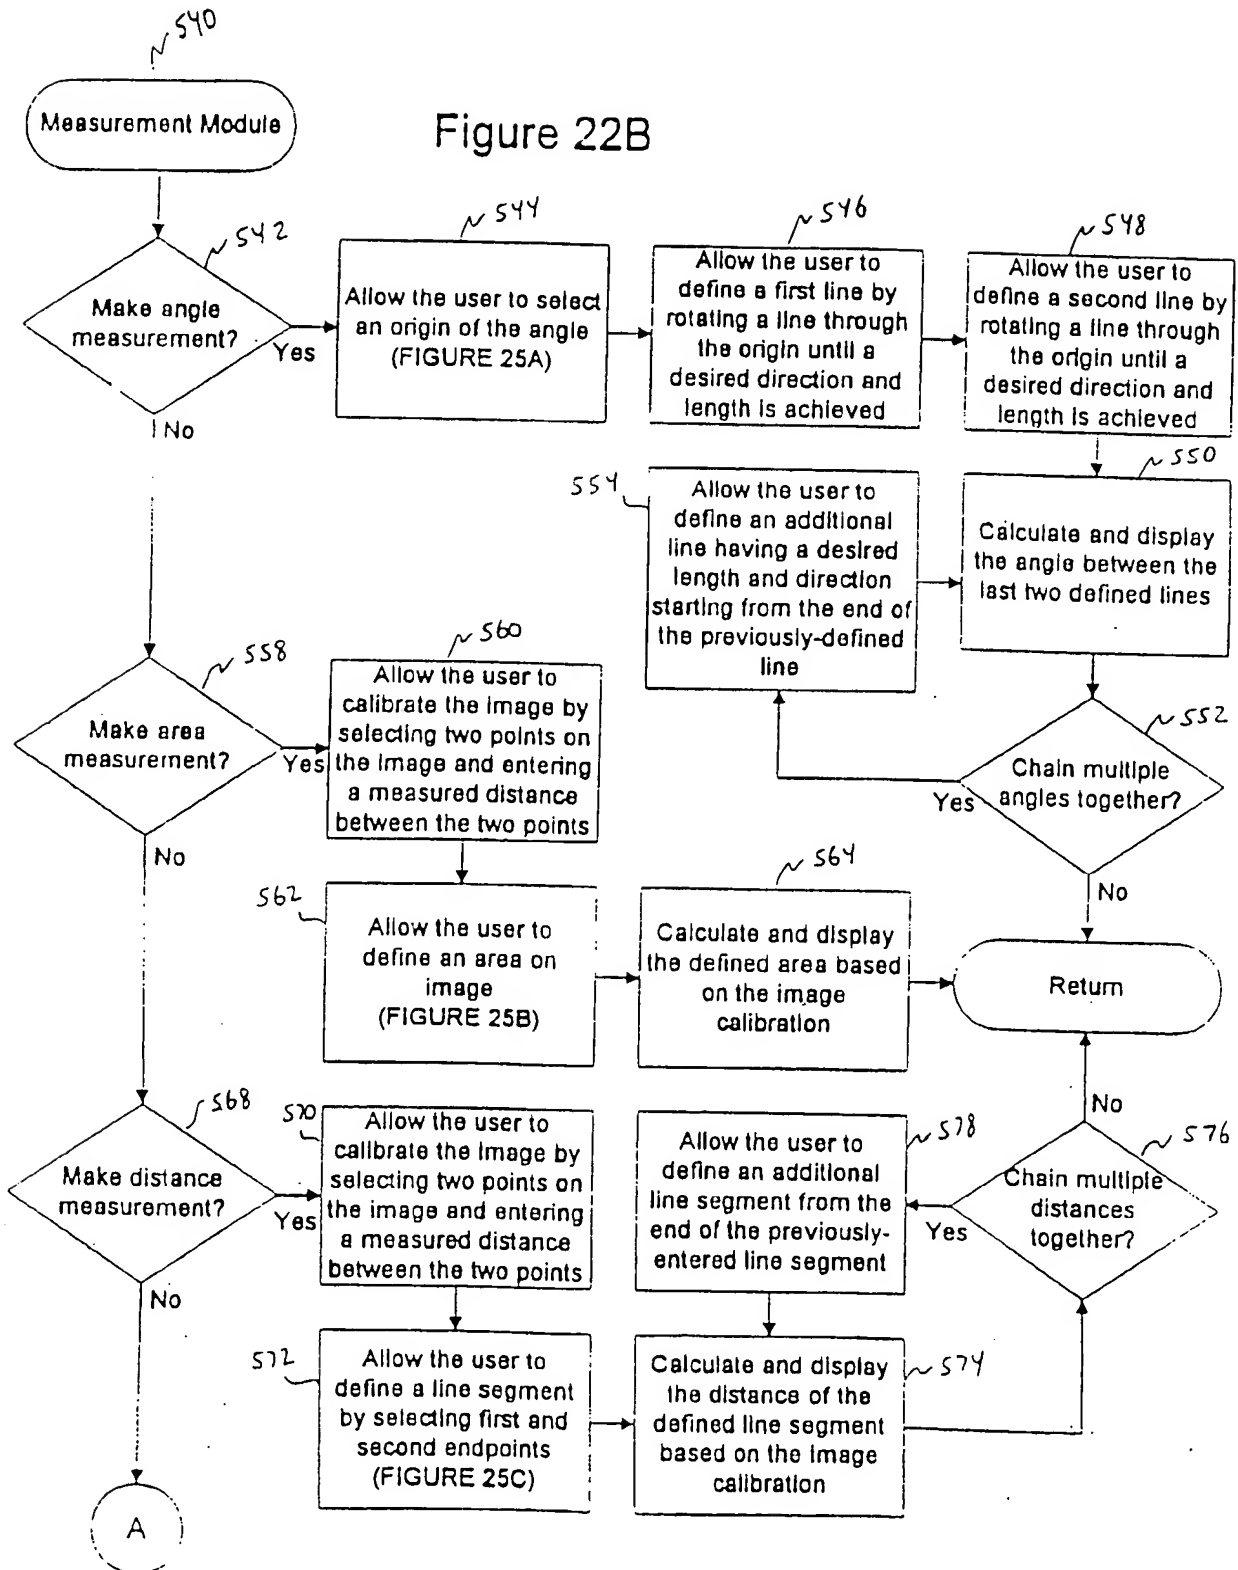 540
Measurement Module
Figure 22B
542
Make angle
measurement?
Yes
No
544
Allow the user to select
an origin of the angle
(FIGURE 25A)
546
Allow the user to
define a first line by
rotating a line through
the origin until a
desired direction and
length is achieved
548
Allow the user to
define a second line by
rotating a line through
the origin until a
desired direction and
length is achieved
550
Calculate and display
the angle between the
last two defined lines
554
Allow the user to
define an additional
line having a desired
length and direction
starting from the end of
the previously-defined
line
552
Chain multiple
angles together?
Yes
No
558
Make area
measurement?
Yes
No
560
Allow the user to
calibrate the image by
selecting two points on
the image and entering
a measured distance
between the two points
562
Allow the user to
define an area on
image
(FIGURE 25B)
564
Calculate and display
the defined area based
on the image
calibration
Return
568
Make distance
measurement?
Yes
No
570
Allow the user to
calibrate the image by
selecting two points on
the image and entering
a measured distance
between the two points
572
Allow the user to
define a line segment
by selecting first and
second endpoints
(FIGURE 25C)
578
Allow the user to
define an additional
line segment from the
end of the previously-
entered line segment
574
Calculate and display
the distance of the
defined line segment
based on the image
calibration
576
Chain multiple
distances
together?
Yes
No
A